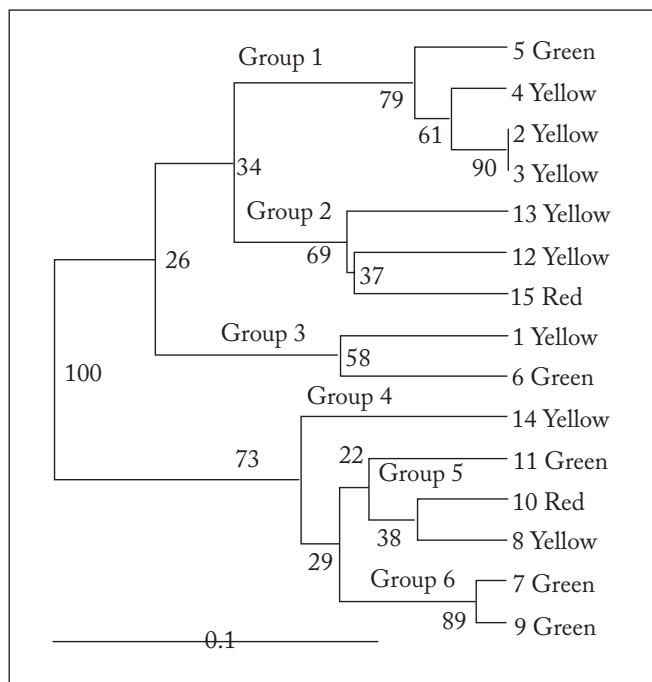 5 Green
Group 1
4 Yellow
79
61
2 Yellow
90
3 Yellow
34
Group 2
13 Yellow
69
12 Yellow
26
37
15 Red
Group 3
1 Yellow
58
100
6 Green
Group 4
14 Yellow
73
22
11 Green
Group 5
10 Red
38
8 Yellow
29
Group 6
7 Green
89
9 Green
0.1